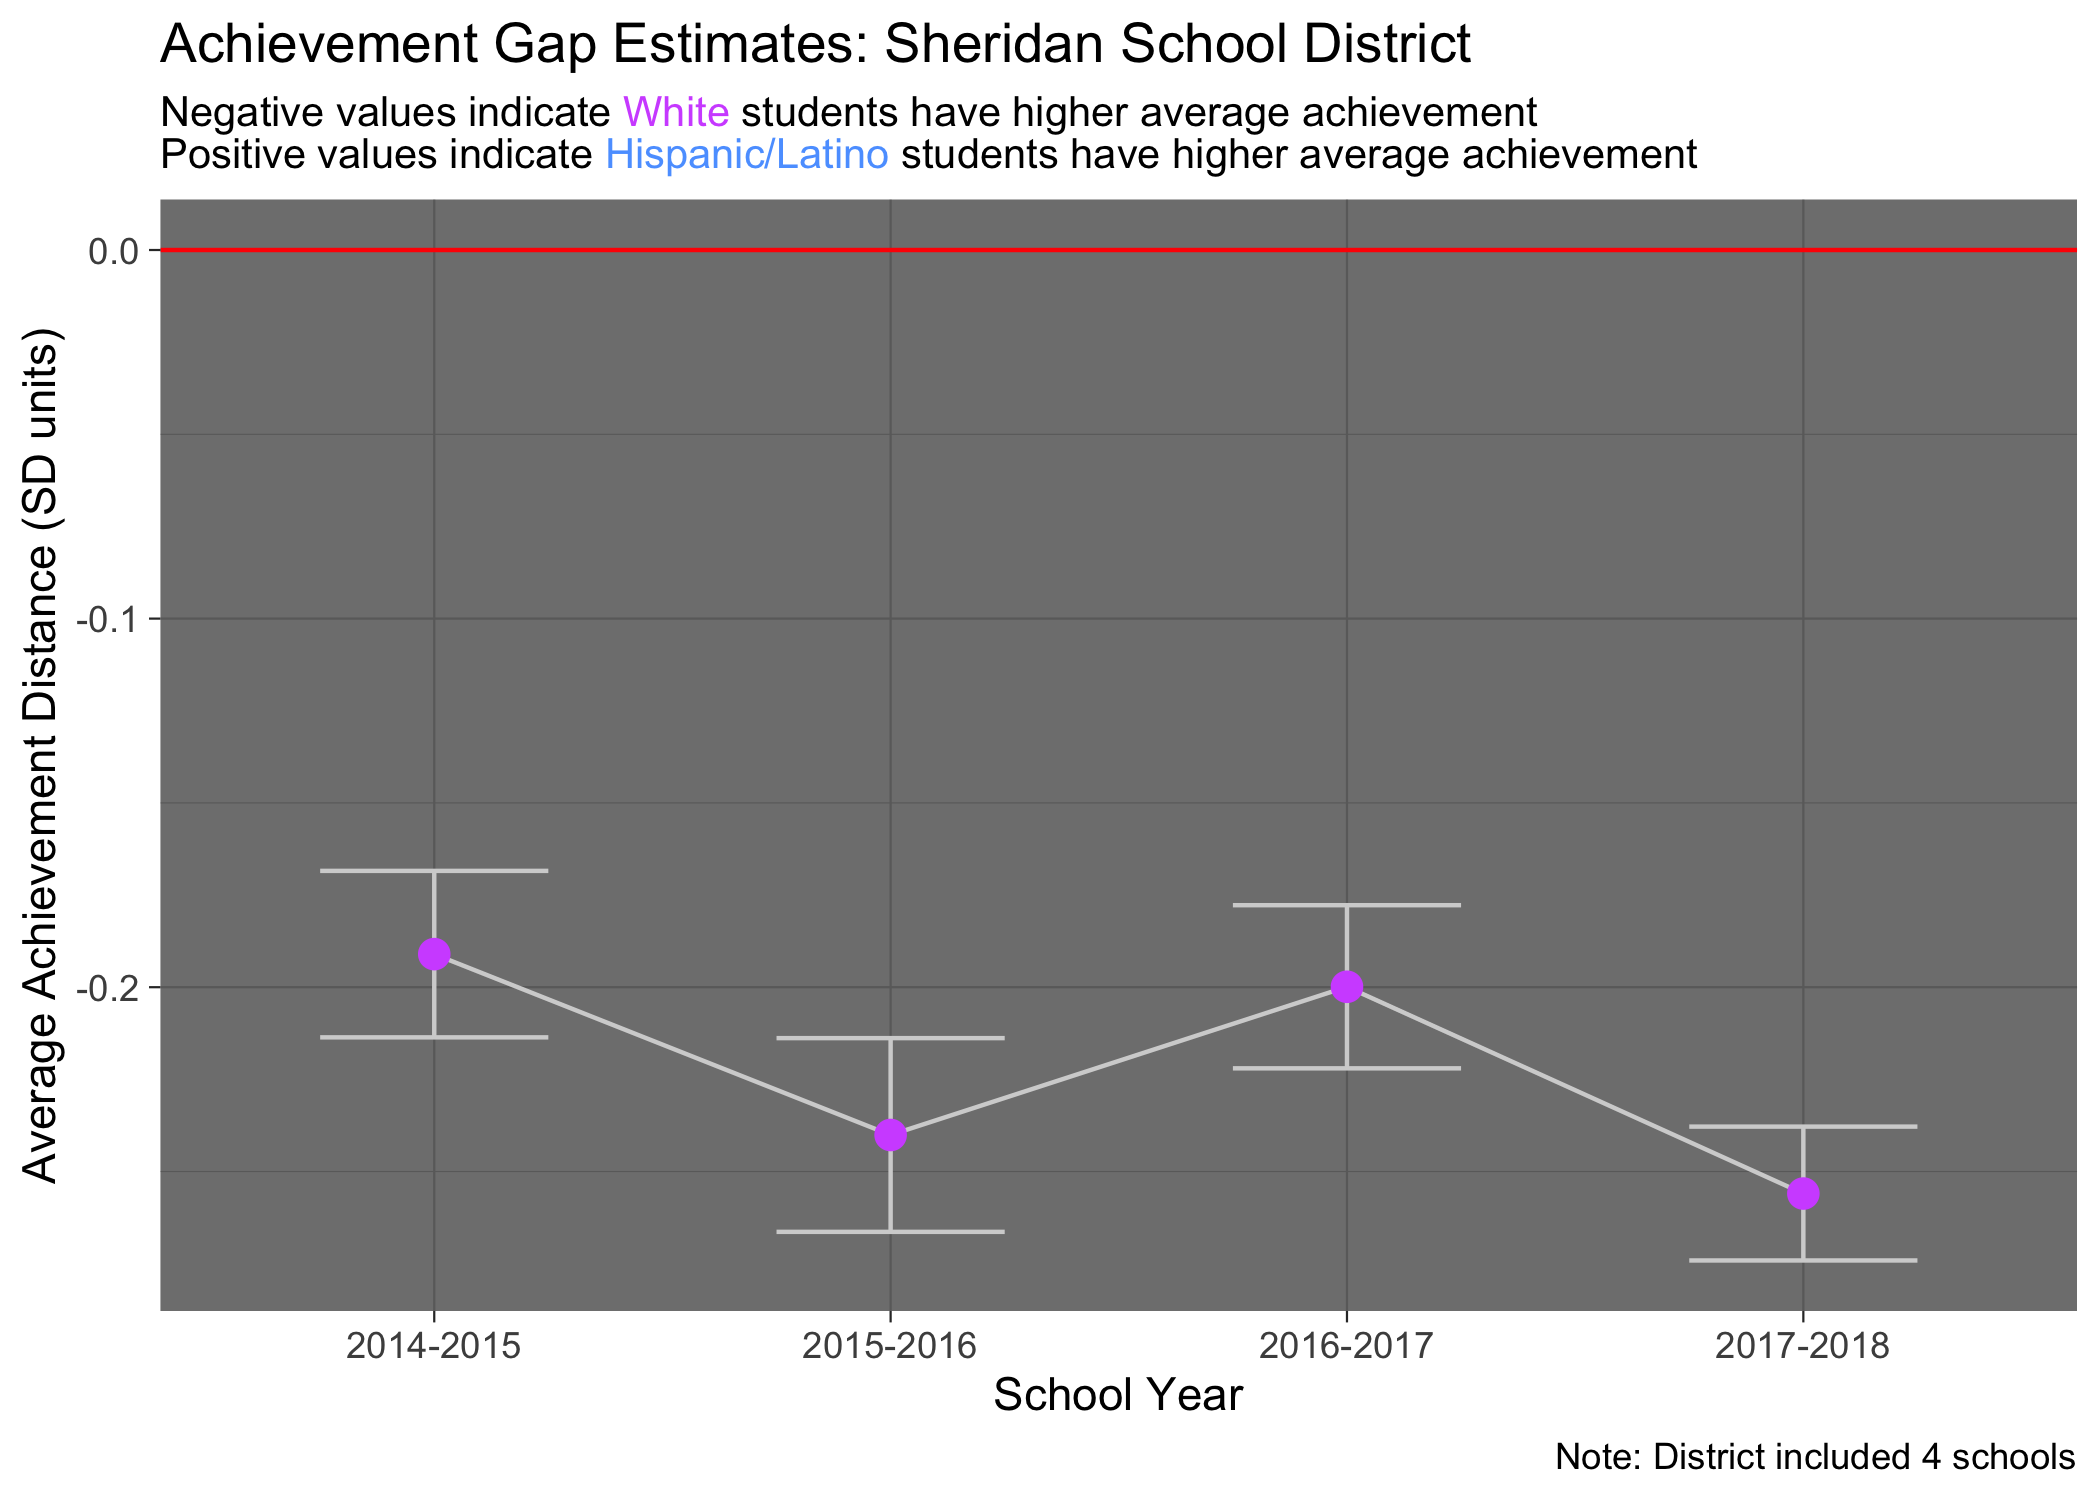 Achievement Gap Estimates: Sheridan School District
Negative values indicate White students have higher average achievement
Positive values indicate Hispanic/Latino students have higher average achievement
Average Achievement Distance (SD units)
0.0
-0.1
-0.2
2014-2015
2015-2016
2016-2017
2017-2018
School Year
Note: District included 4 schools